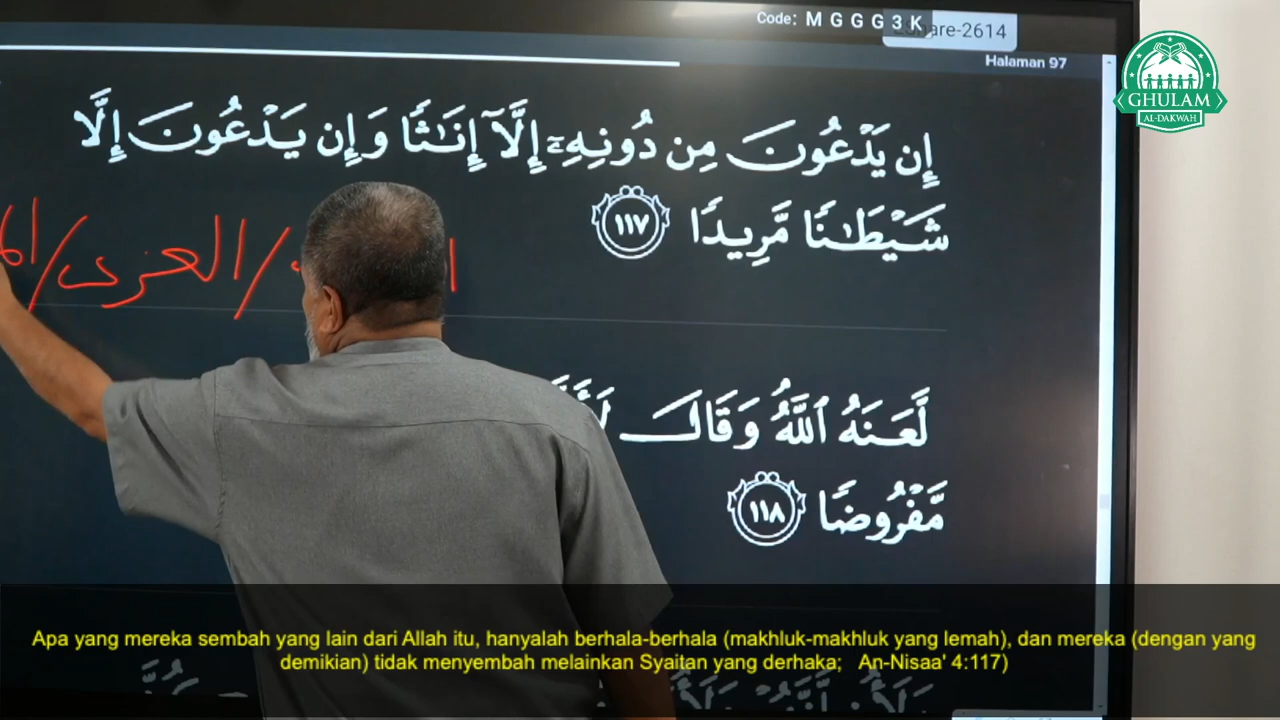 Code: M G G G 3 K
are-2614
Halaman 97
GHULAM
AL-DAKWAH
إِن يَدْعُونَ مِن دُونِهِۦٓ إِلَّآ إِنَٰثًا وَإِن يَدْعُونَ إِلَّا
شَيْطَٰنًا مَّرِيدًا ١١٧
العزى /
لَّعَنَهُ ٱللَّهُ وَقَالَ
مَّفْرُوضًا ١١٨
Apa yang mereka sembah yang lain dari Allah itu, hanyalah berhala-berhala (makhluk-makhluk yang lemah), dan mereka (dengan yang
demikian) tidak menyembah melainkan Syaitan yang derhaka; An-Nisaa' 4:117)